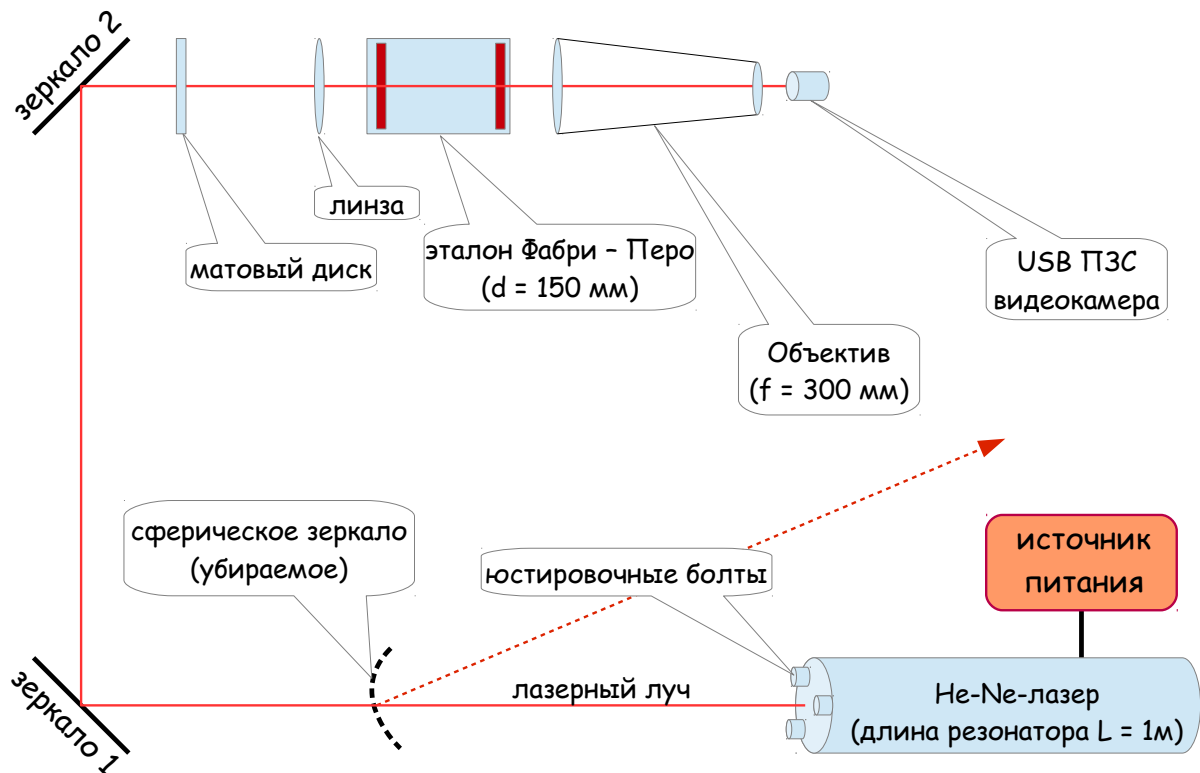 зеркало 2
линза
матовый диск
эталон Фабри – Перо
(d = 150 мм)
USB ПЗС
видеокамера
Объектив
(f = 300 мм)
сферическое зеркало
(убираемое)
юстировочные болты
источник
питания
лазерный луч
He-Ne-лазер
(длина резонатора L = 1м)
зеркало 1